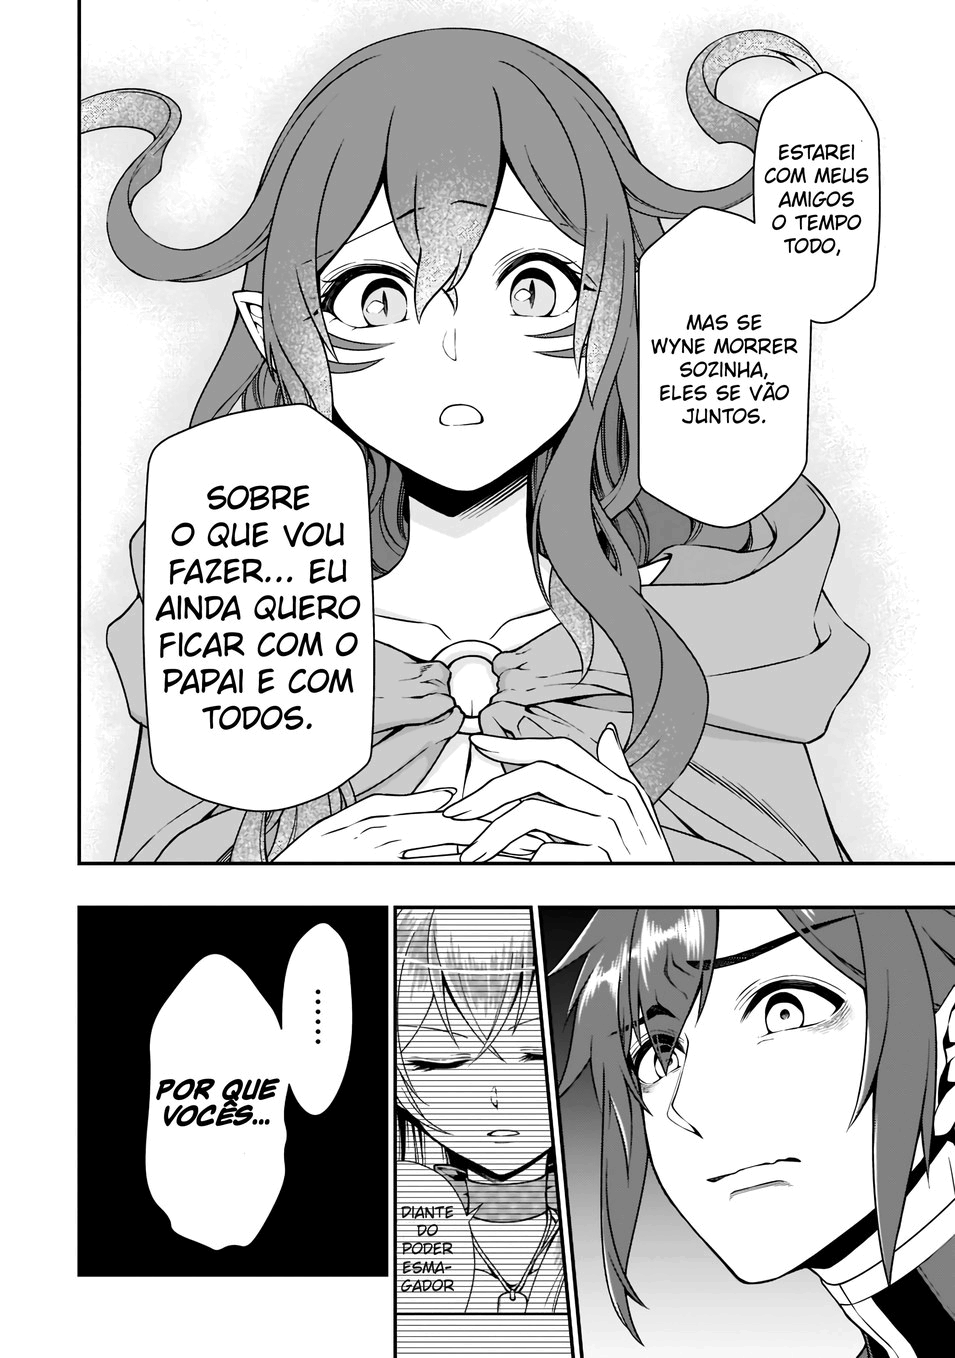 ESTAREI
COM MEUS
AMIGOS
O TEMPO
TODO,
MAS SE
WYNE MORRER
SOZINHA,
ELES SE VÃO
JUNTOS.
SOBRE
O QUE VOU
FAZER... EU
AINDA QUERO
FICAR COM O
PAPAI E COM
TODOS.
DIANTE
DO
PODER
ESMA-
GADOR
......
POR QUE
VOCÊS...